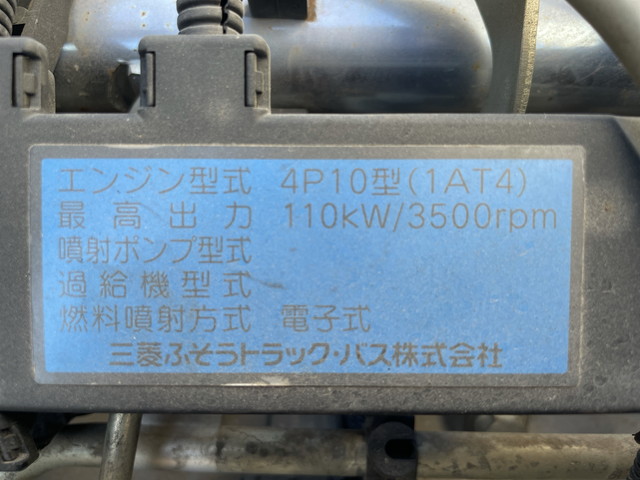 エンジン型式 4P10型(1AT4)
最高出力 110kW/3500rpm
噴射ポンプ型式
過給機型式
燃料噴射方式 電子式
三菱ふそうトラック・バス株式会社